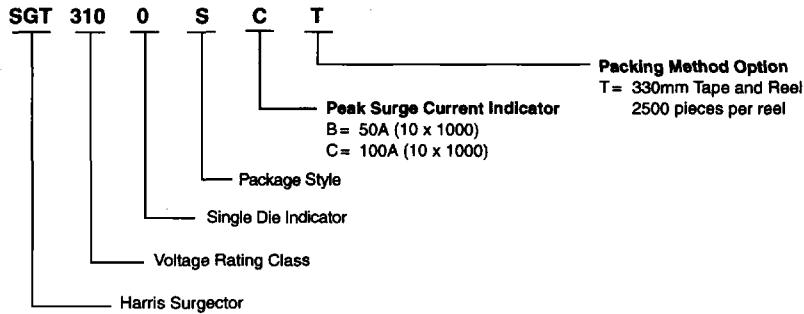 SGT 310 0 S C T
Packing Method Option
T= 330mm Tape and Reel
2500 pieces per reel
Peak Surge Current Indicator
B= 50A (10 x 1000)
C= 100A (10 x 1000)
Package Style
Single Die Indicator
Voltage Rating Class
Harris Surgector